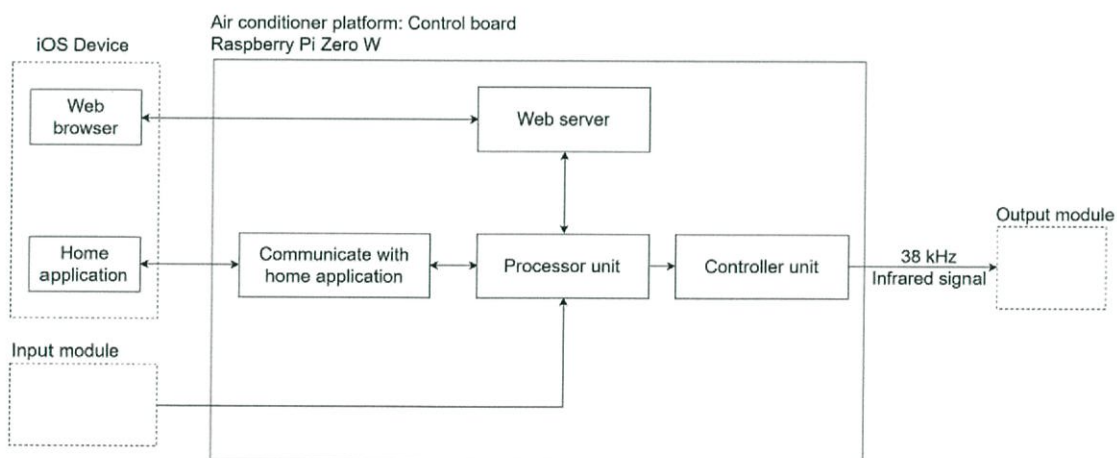 Air conditioner platform: Control board
Raspberry Pi Zero W
iOS Device
Web
browser
Web server
Home
application
Communicate with
home application
Processor unit
Controller unit
38 kHz
Infrared signal
Output module
Input module